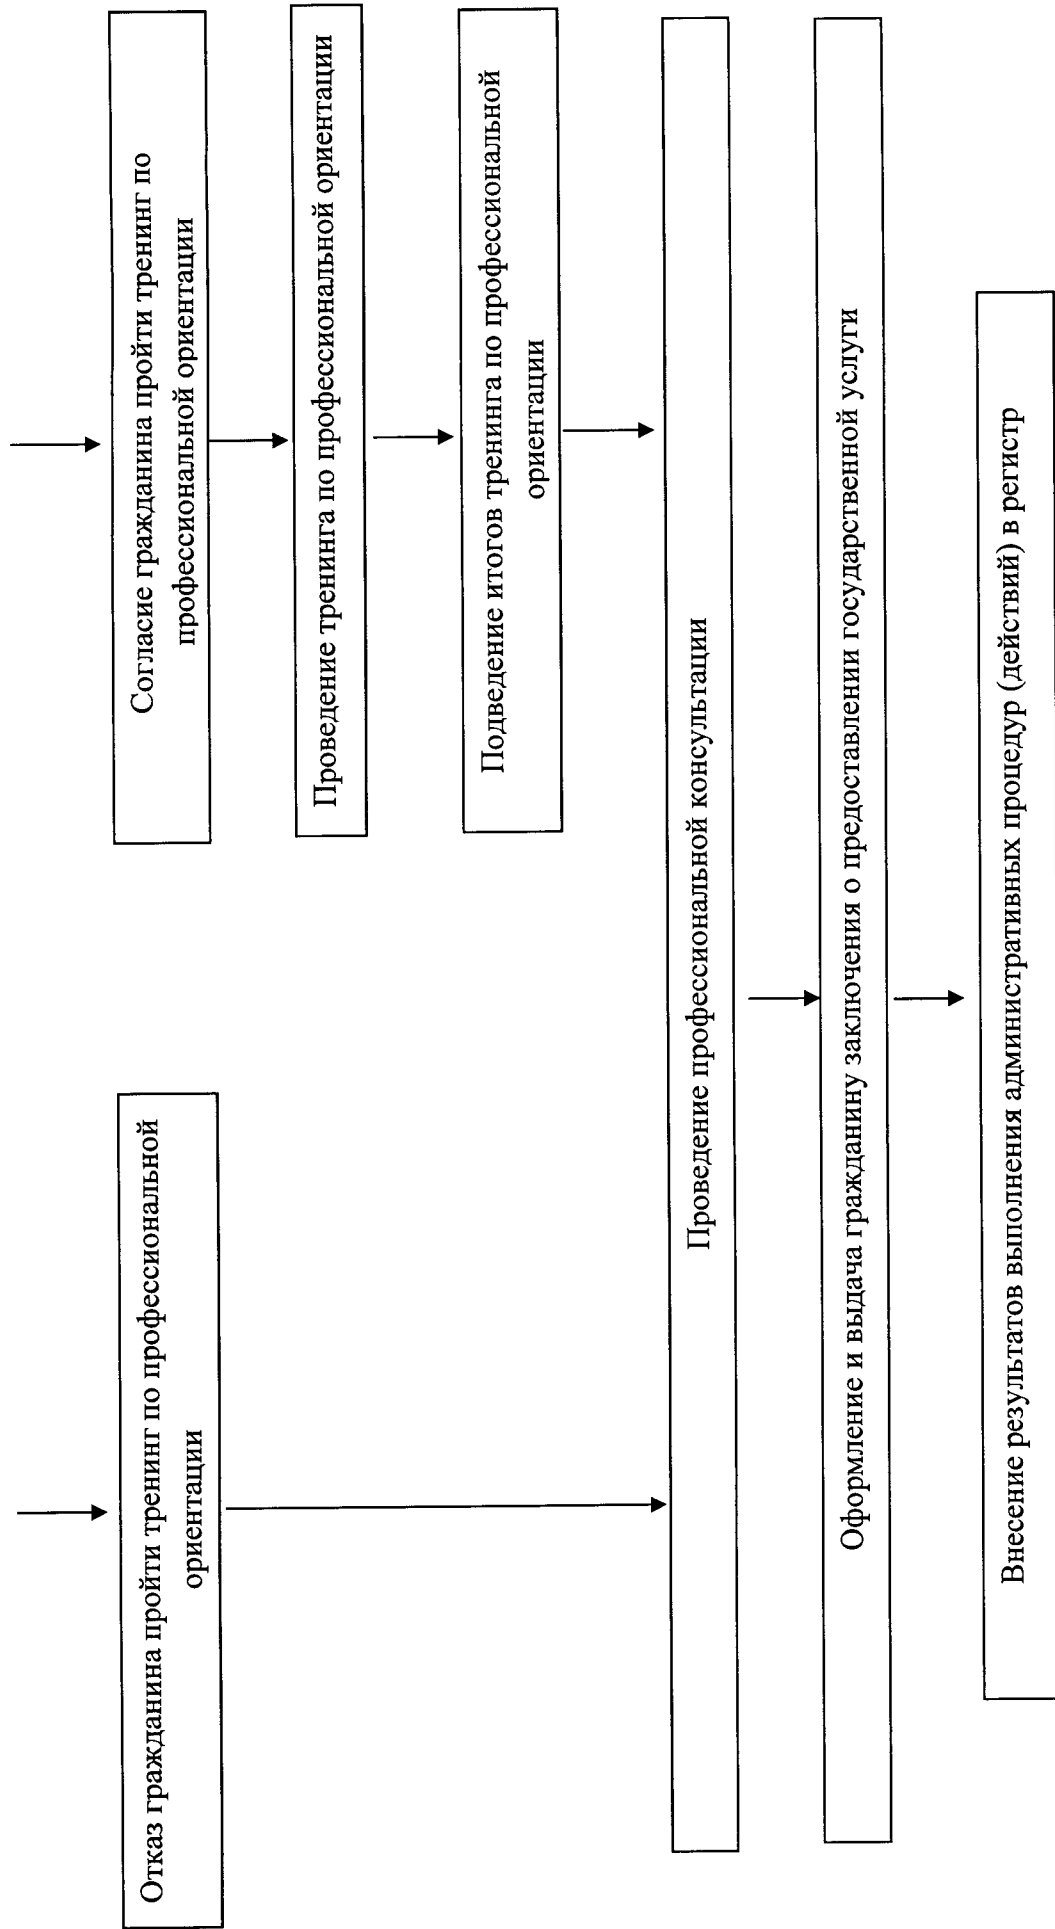 Отказ гражданина пройти тренинг по профессиональной
ориентации
Согласие гражданина пройти тренинг по
профессиональной ориентации
Проведение тренинга по профессиональной ориентации
Подведение итогов тренинга по профессиональной
ориентации
Проведение профессиональной консультации
Оформление и выдача гражданину заключения о предоставлении государственной услуги
Внесение результатов выполнения административных процедур (действий) в регистр